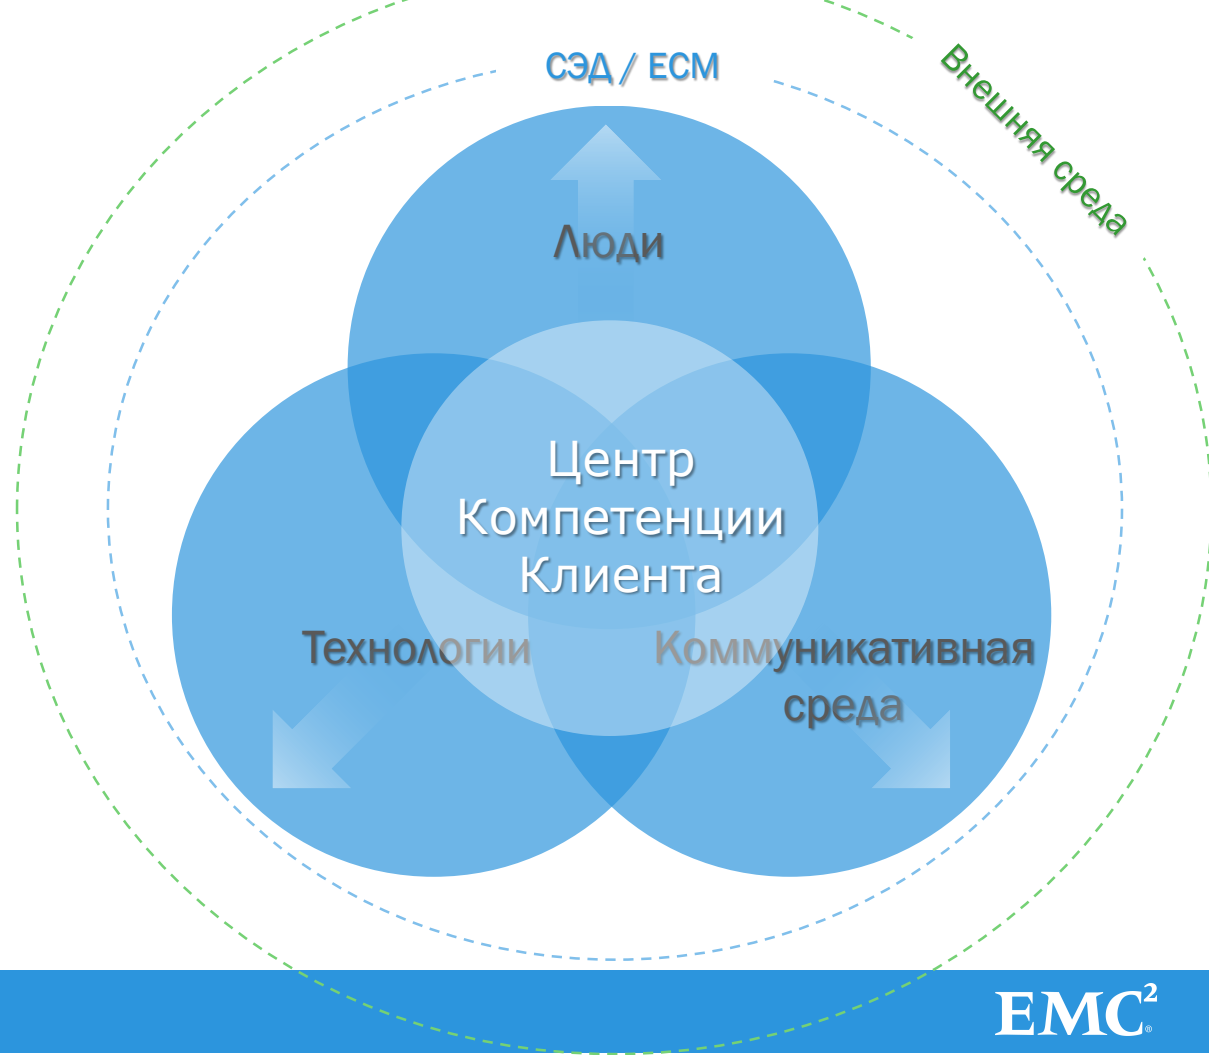 СЭД / ECM
Внешняя среда
Люди
Центр
Компетенции
Клиента
Технологии
Коммуникативная
среда
EMC²®